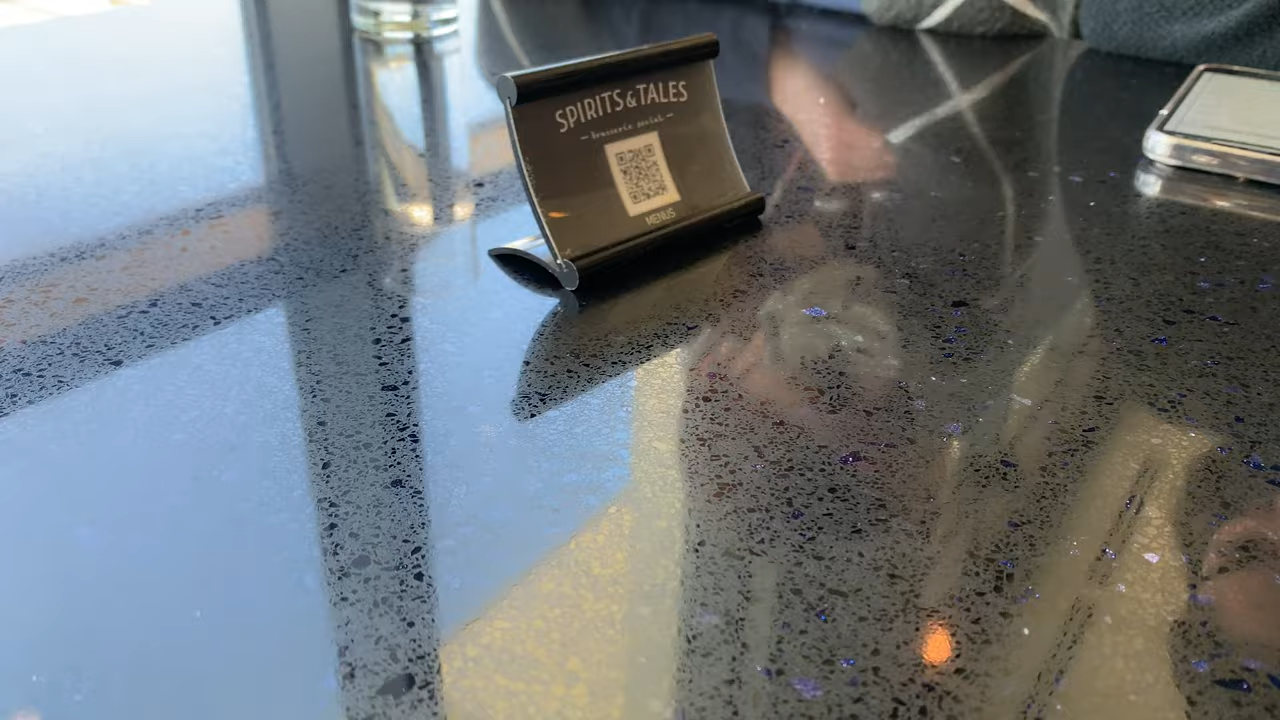 SPIRITS & TALES
— brasserie social —
MENUS